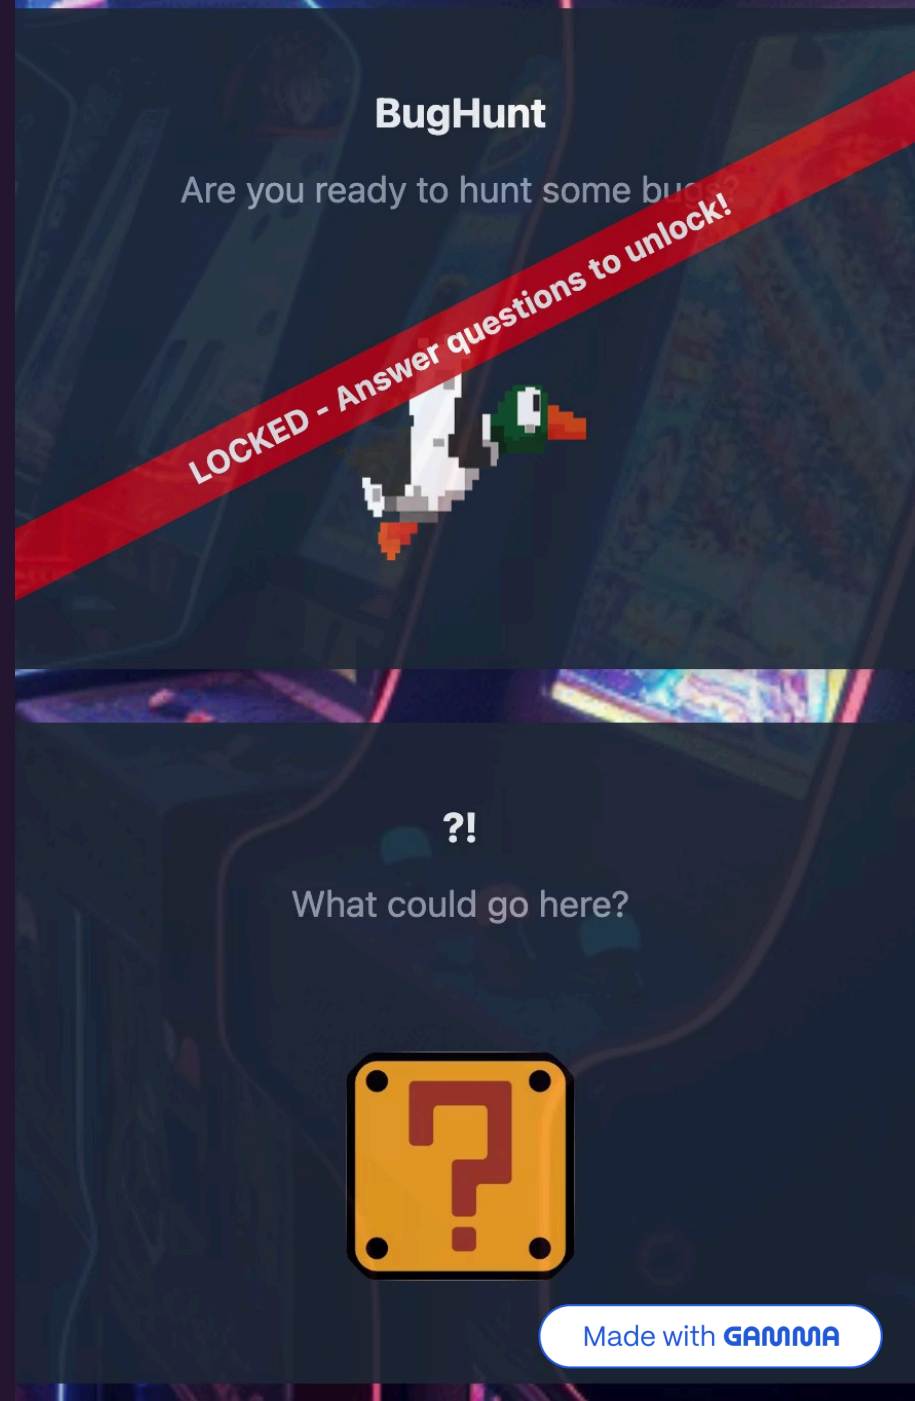 BugHunt
Are you ready to hunt some bugs?
LOCKED - Answer questions to unlock!
?!
What could go here?
?
Made with GAMMA